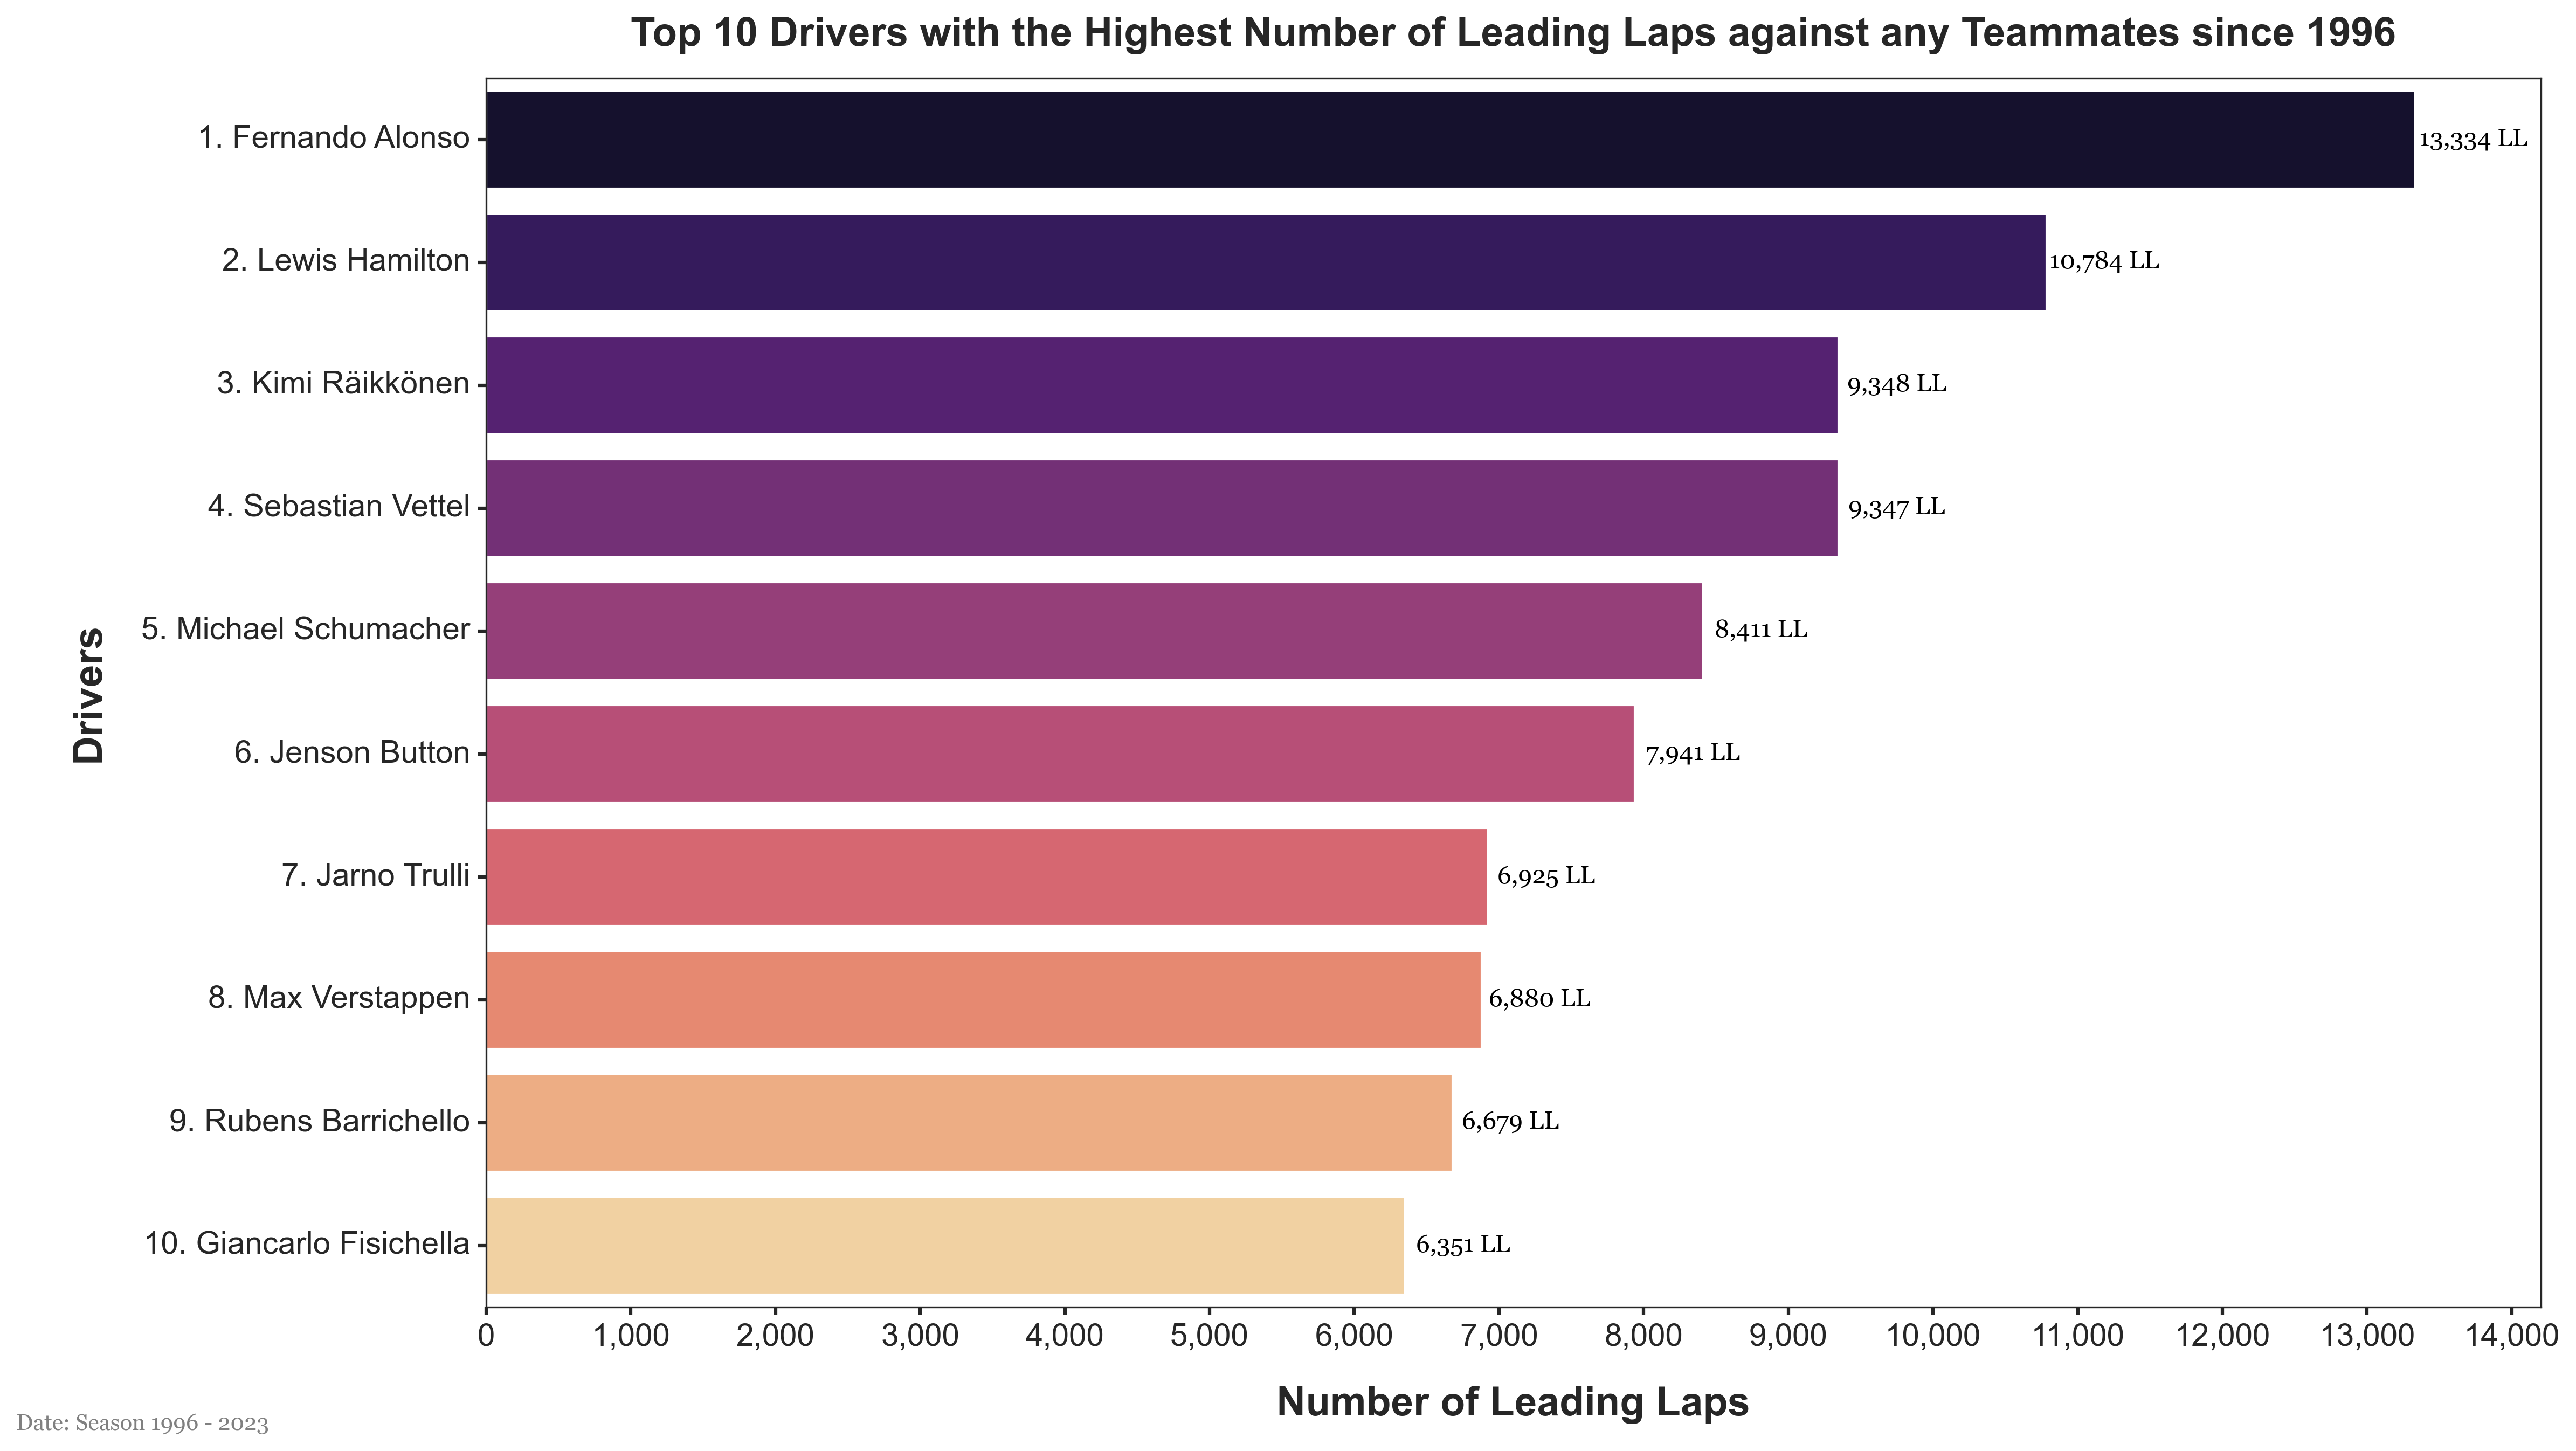 Top 10 Drivers with the Highest Number of Leading Laps against any Teammates since 1996
Drivers
1. Fernando Alonso 13,334 LL
2. Lewis Hamilton 10,784 LL
3. Kimi Räikkönen 9,348 LL
4. Sebastian Vettel 9,347 LL
5. Michael Schumacher 8,411 LL
6. Jenson Button 7,941 LL
7. Jarno Trulli 6,925 LL
8. Max Verstappen 6,880 LL
9. Rubens Barrichello 6,679 LL
10. Giancarlo Fisichella 6,351 LL
0 1,000 2,000 3,000 4,000 5,000 6,000 7,000 8,000 9,000 10,000 11,000 12,000 13,000 14,000
Number of Leading Laps
Date: Season 1996 - 2023